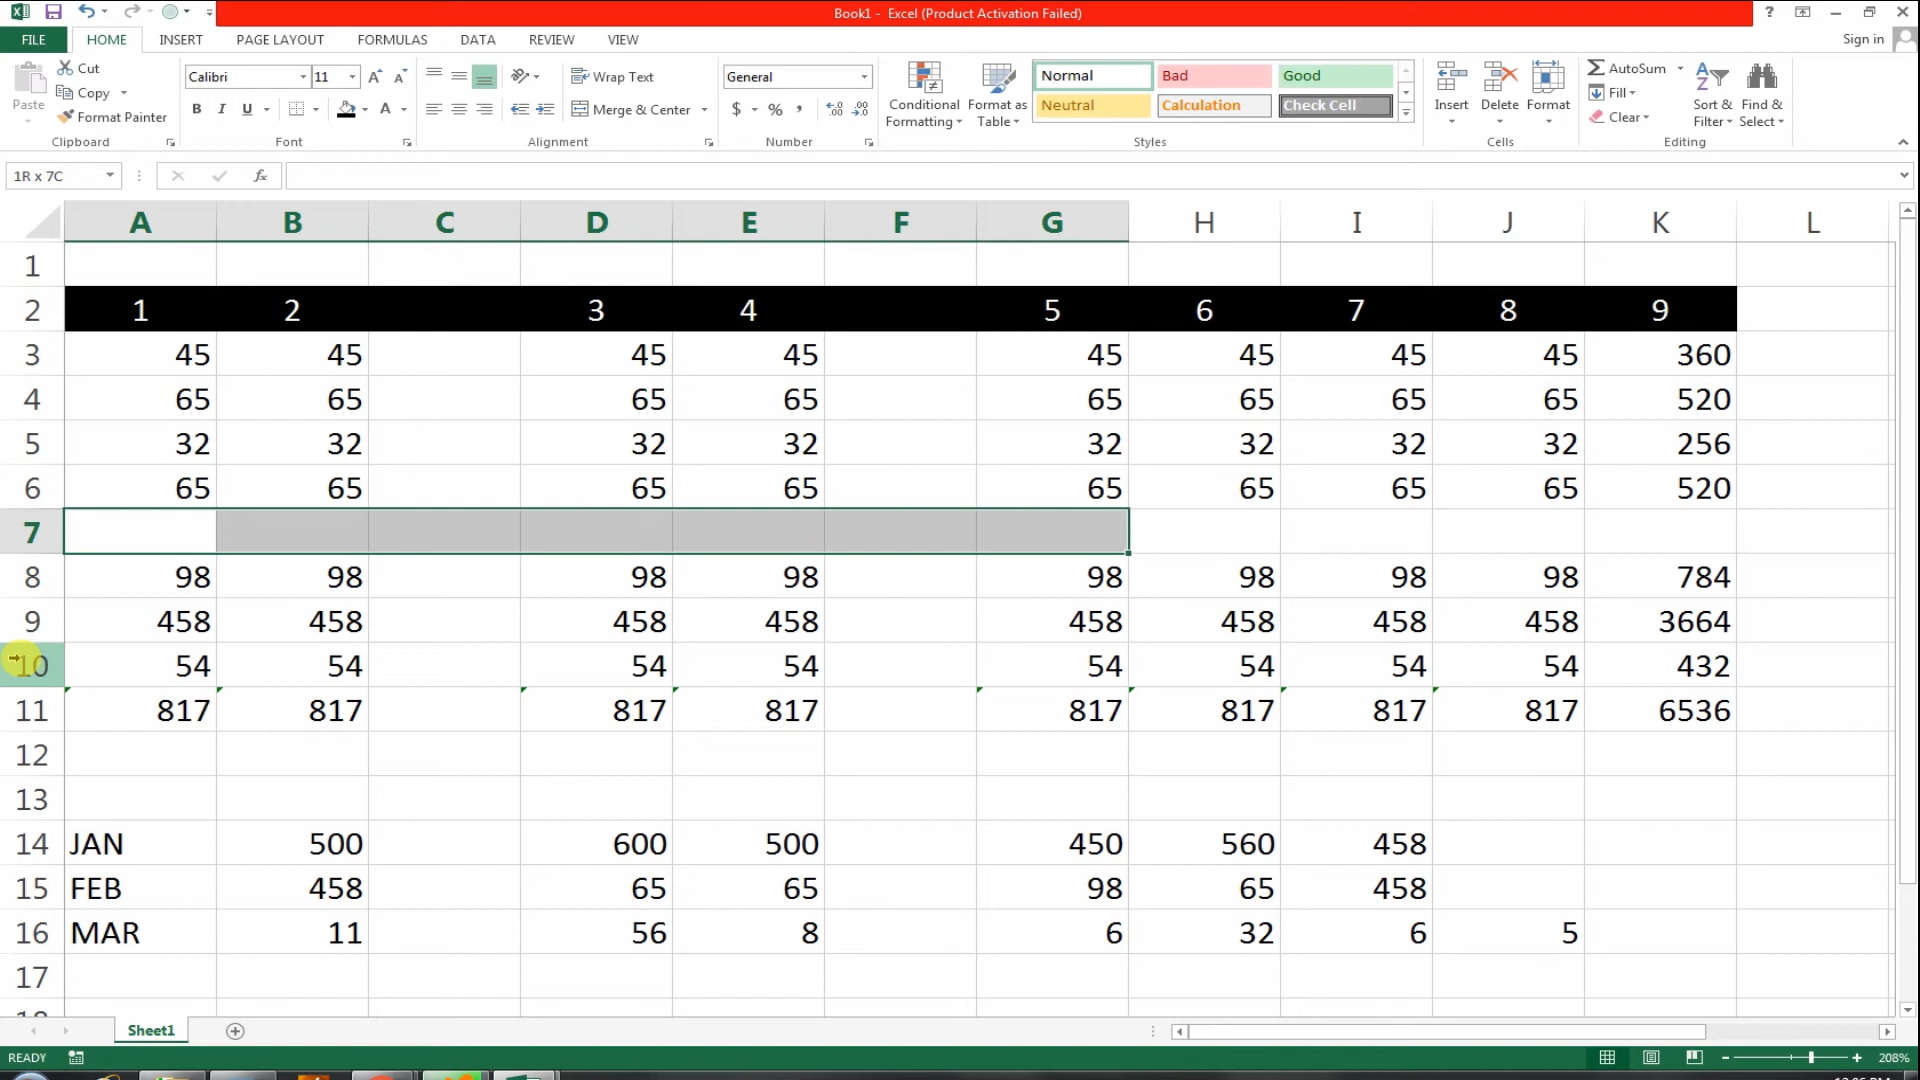 Book1 - Excel (Product Activation Failed)
?
FILE HOME INSERT PAGE LAYOUT FORMULAS DATA REVIEW VIEW Sign in
Paste Cut
Copy
Format Painter
Clipboard
Calibri 11
B I U
Font
Wrap Text
Merge & Center
Alignment
General
$ % ,
Number
Conditional Formatting
Format as Table
Normal Bad Good
Neutral Calculation Check Cell
Styles
Insert Delete Format
Cells
AutoSum
Fill
Clear
Sort & Filter
Find & Select
Editing
1R x 7C fx
A B C D E F G H I J K L
1
2 1 2 3 4 5 6 7 8 9
3 45 45 45 45 45 45 45 45 360
4 65 65 65 65 65 65 65 65 520
5 32 32 32 32 32 32 32 32 256
6 65 65 65 65 65 65 65 65 520
7
8 98 98 98 98 98 98 98 98 784
9 458 458 458 458 458 458 458 458 3664
10 54 54 54 54 54 54 54 54 432
11 817 817 817 817 817 817 817 817 6536
12
13
14 JAN 500 600 500 450 560 458
15 FEB 458 65 65 98 65 458
16 MAR 11 56 8 6 32 6 5
17
Sheet1
READY 208%